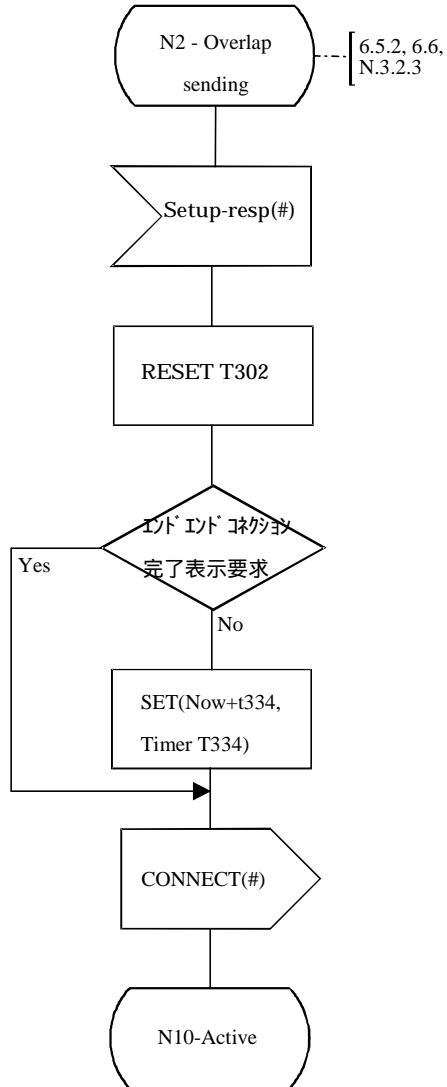 N2 - Overlap
sending
6.5.2, 6.6,
N.3.2.3
Setup-resp(#)
RESET T302
ｴﾝﾄﾞｴﾝﾄﾞｺﾈｸｼｮﾝ
完了表示要求
Yes
No
SET(Now+t334,
Timer T334)
CONNECT(#)
N10-Active